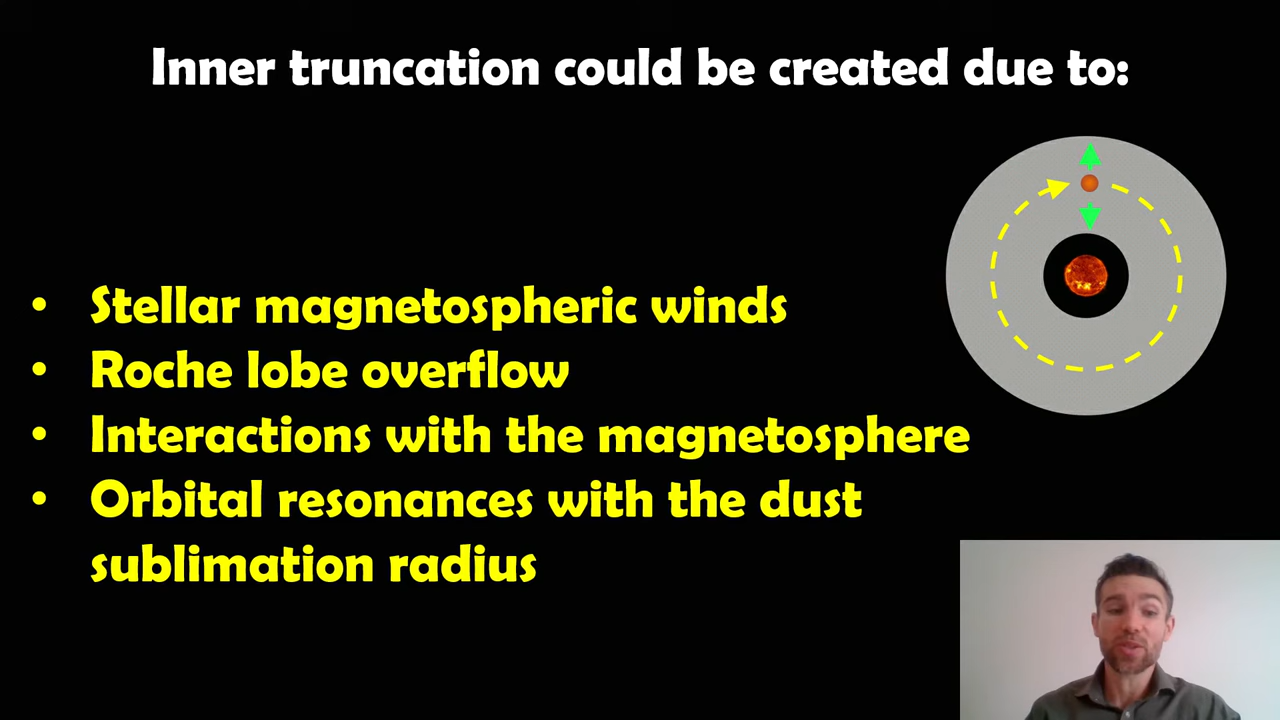 Inner truncation could be created due to:
• Stellar magnetospheric winds
• Roche lobe overflow
• Interactions with the magnetosphere
• Orbital resonances with the dust
sublimation radius